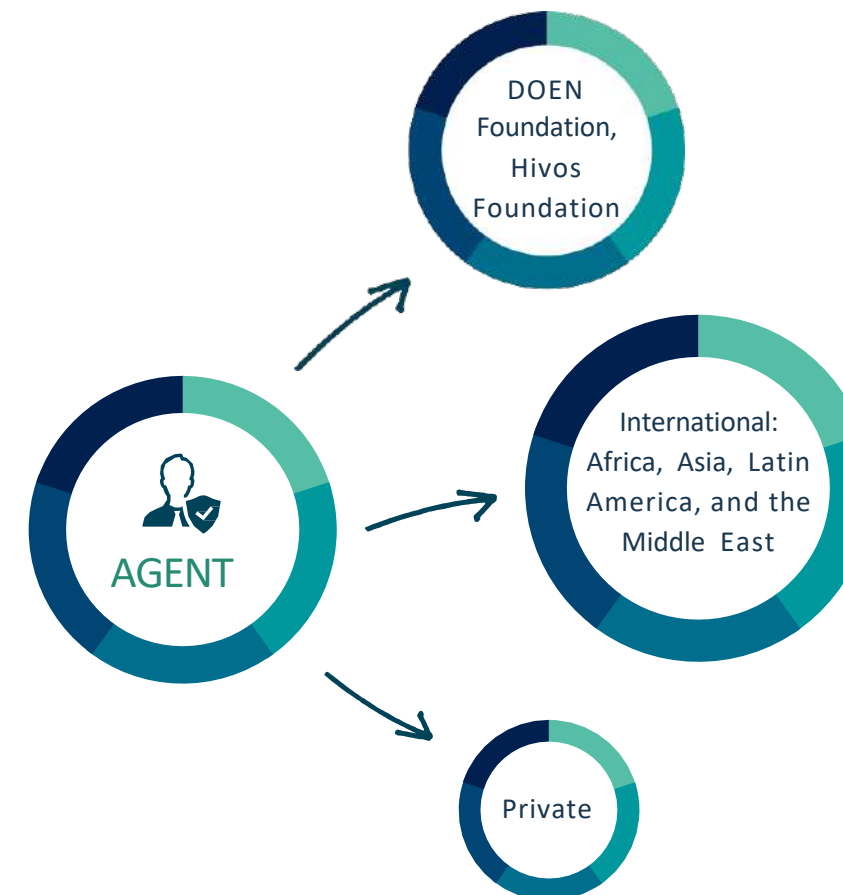 DOEN
Foundation,
Hivos
Foundation
International:
Africa, Asia, Latin
America, and the
Middle East
AGENT
Private